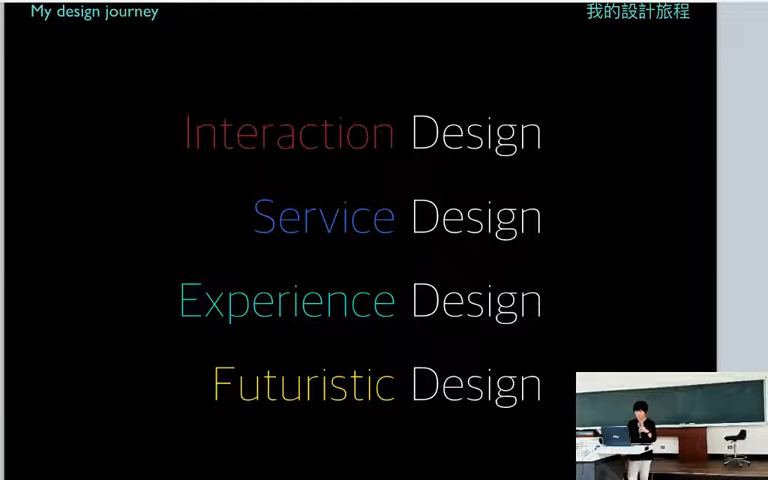 My design journey
我的設計旅程
Interaction Design
Service Design
Experience Design
Futuristic Design